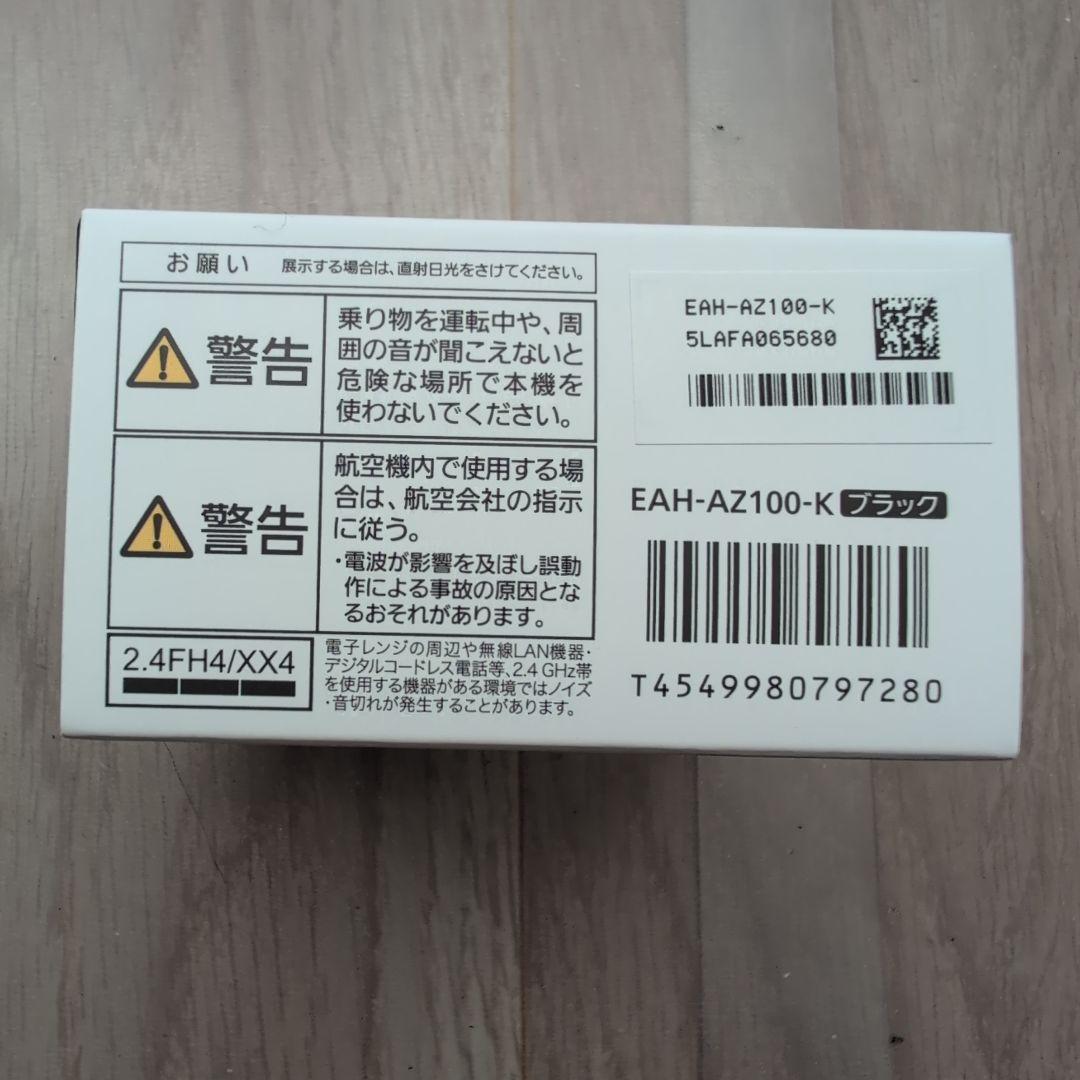 お願い 展示する場合は、直射日光をさけてください。
警告
乗り物を運転中や、周
囲の音が聞こえないと
危険な場所で本機を
使わないでください。
警告
航空機内で使用する場
合は、航空会社の指示
に従う。
・電波が影響を及ぼし誤動
作による事故の原因とな
るおそれがあります。
2.4FH4/XX4
電子レンジの周辺や無線LAN機器・
デジタルコードレス電話等、2.4 GHz帯
を使用する機器がある環境ではノイズ
・音切れが発生することがあります。
EAH-AZ100-K
5LAFA065680
EAH-AZ100-K ブラック
T4549980797280